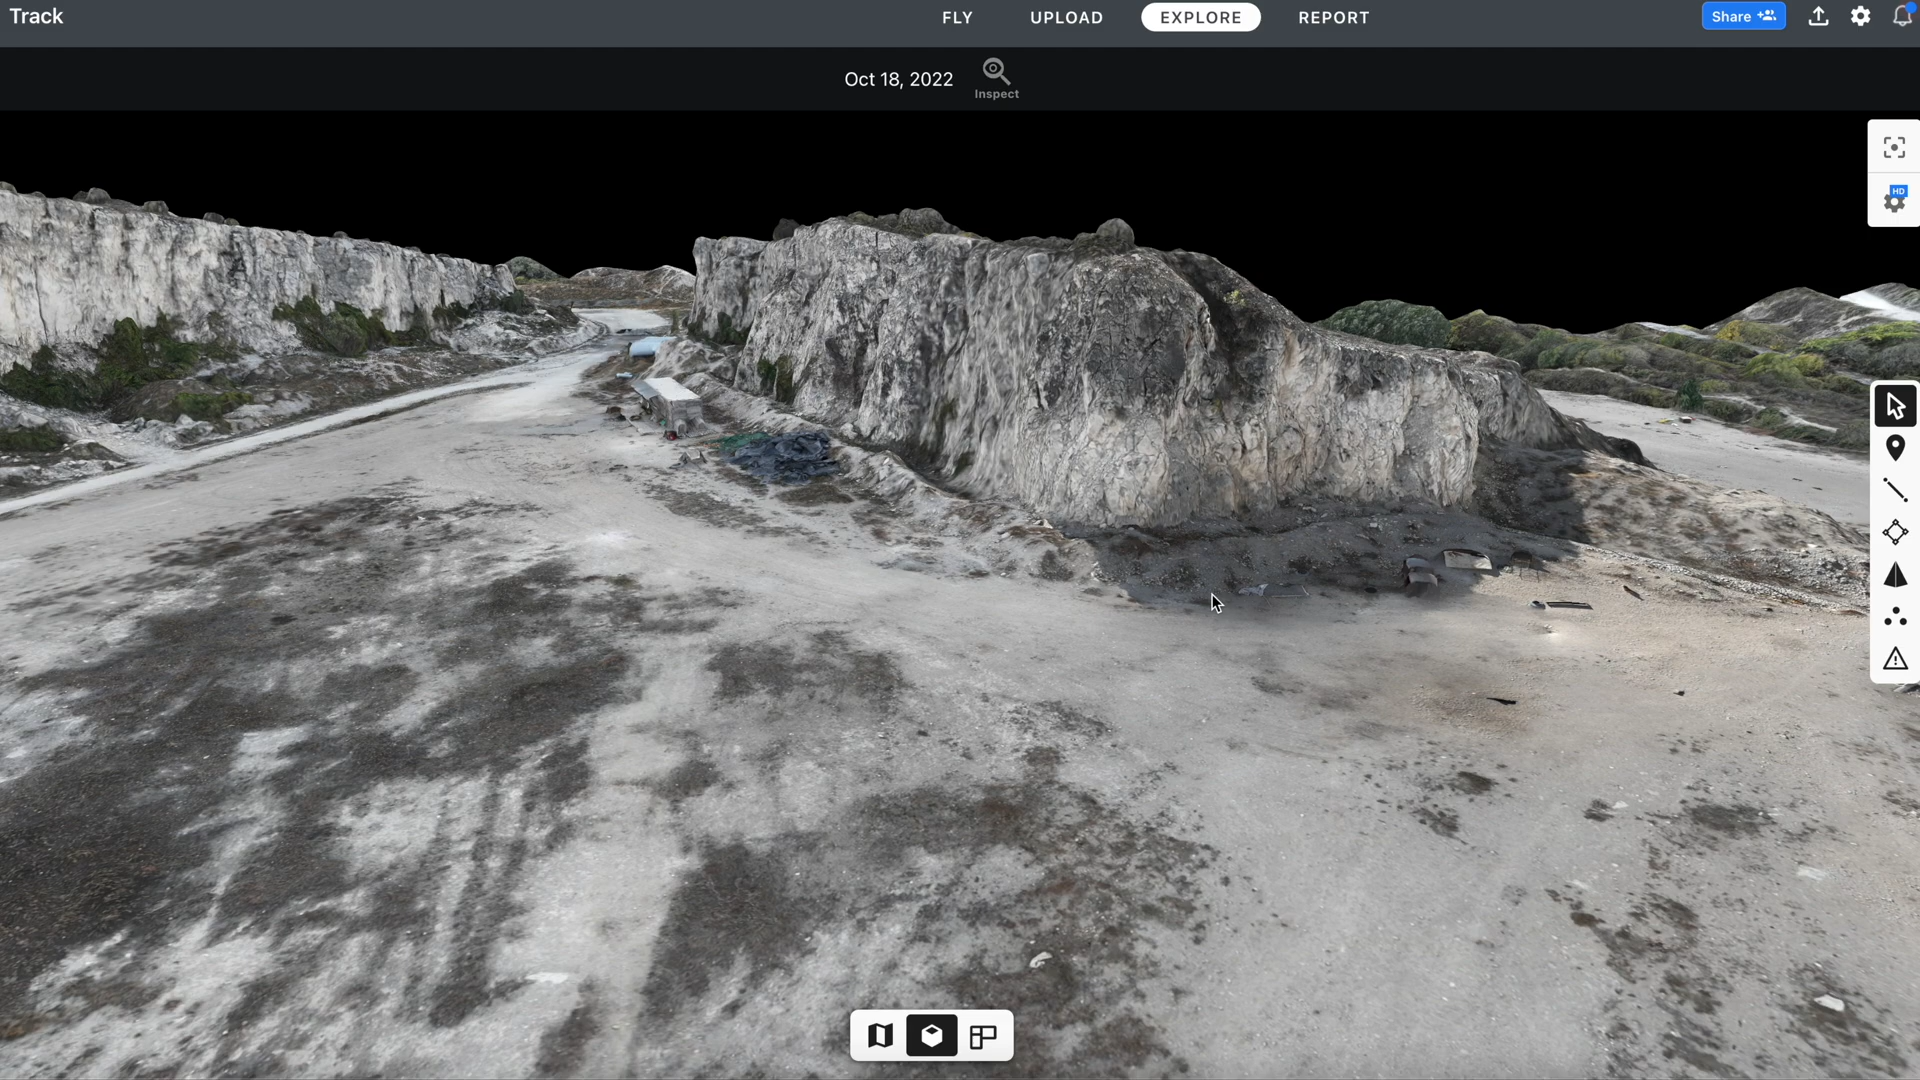 Track
FLY
UPLOAD
EXPLORE
REPORT
Share
Oct 18, 2022
Inspect
HD